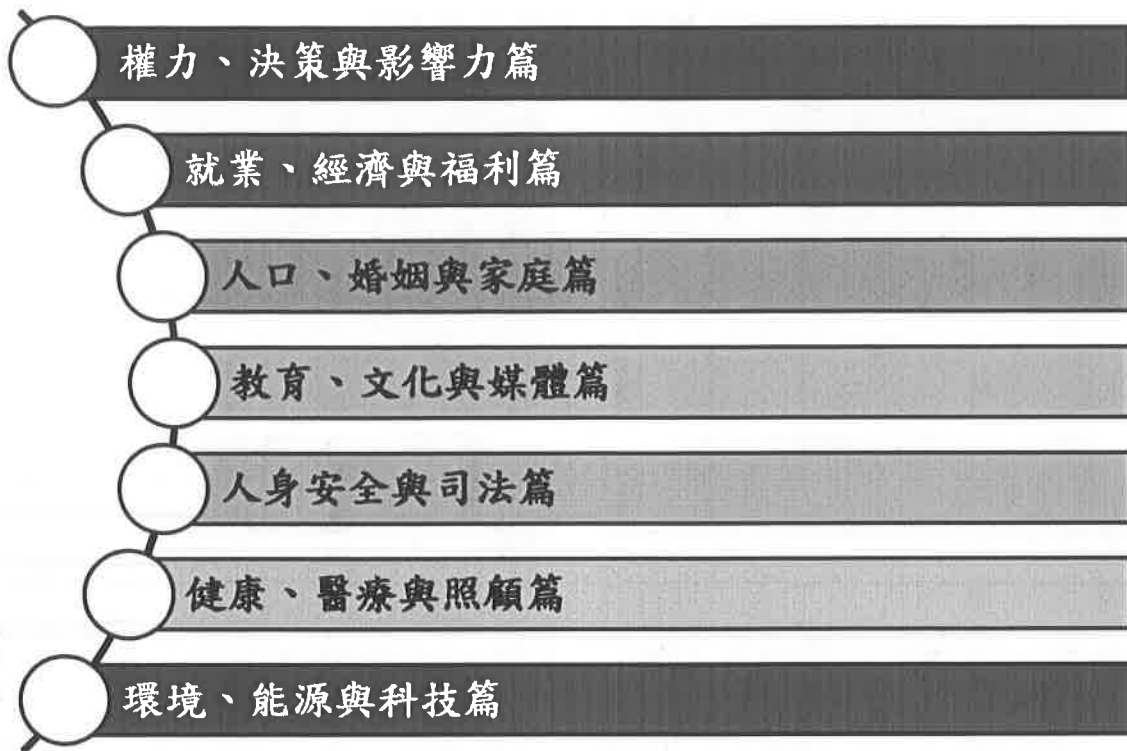 權力、決策與影響力篇
就業、經濟與福利篇
人口、婚姻與家庭篇
教育、文化與媒體篇
人身安全與司法篇
健康、醫療與照顧篇
環境、能源與科技篇